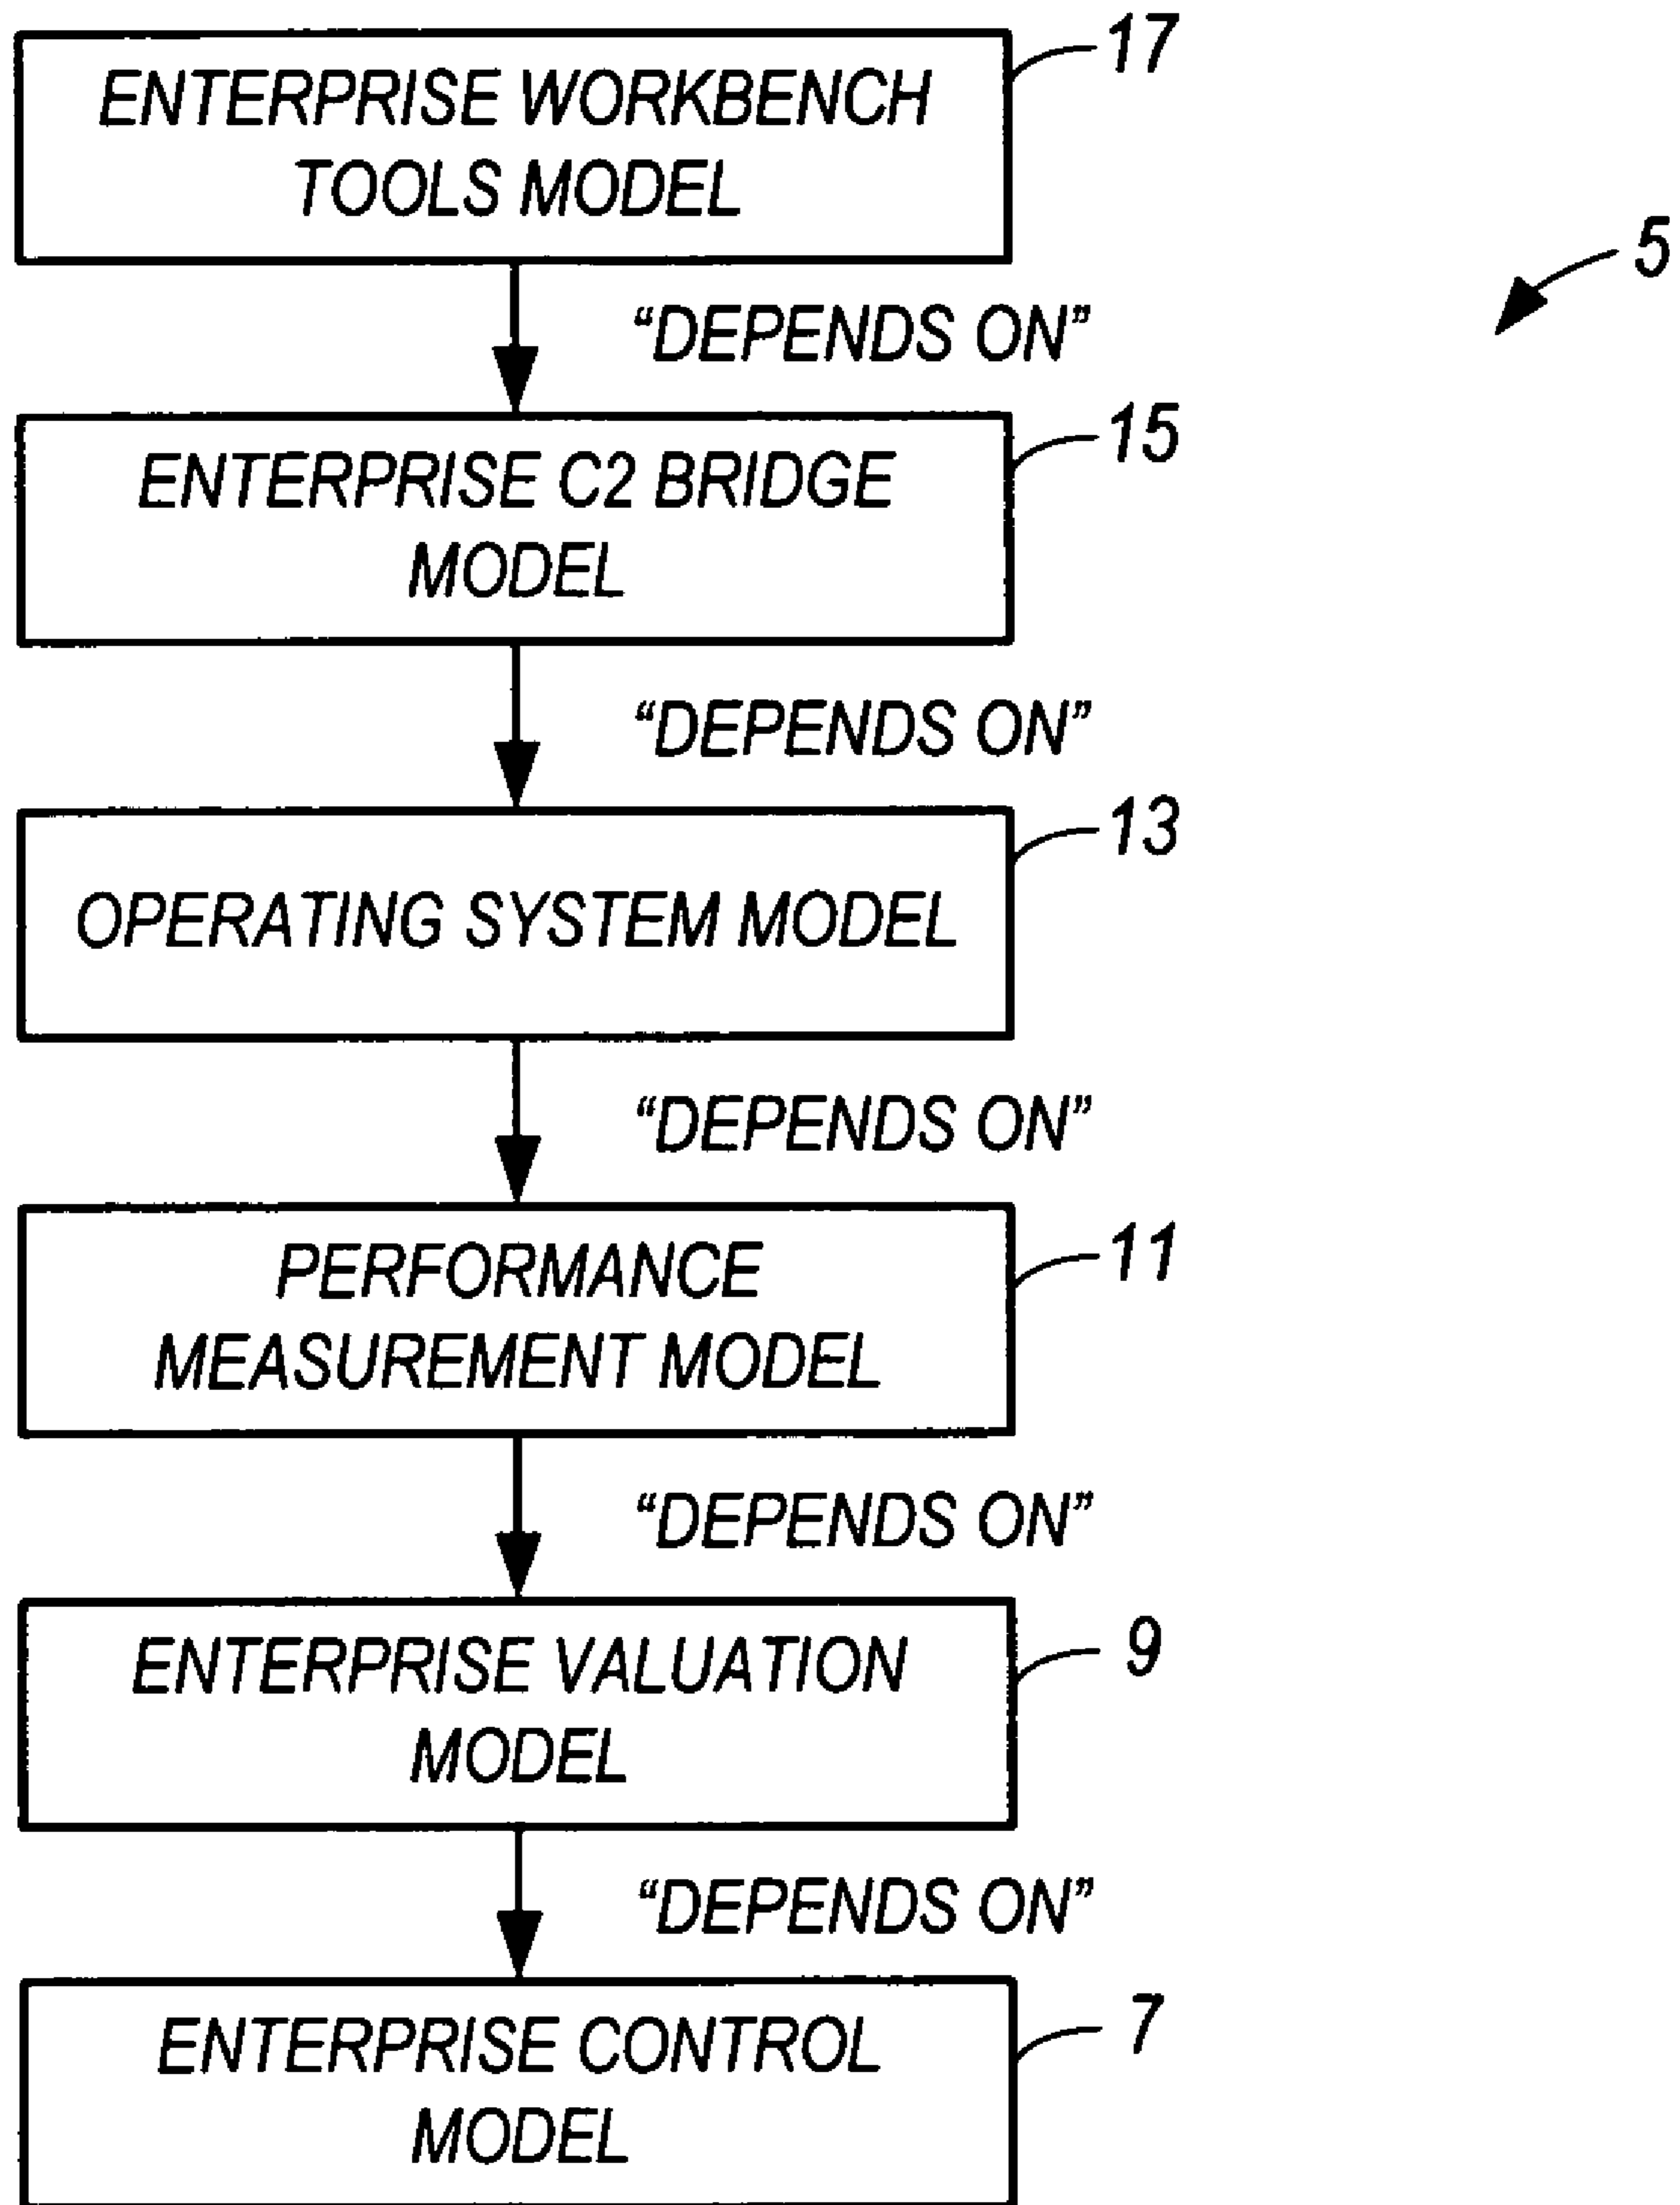 17
ENTERPRISE WORKBENCH
TOOLS MODEL
5
“DEPENDS ON”
15
ENTERPRISE C2 BRIDGE
MODEL
“DEPENDS ON”
13
OPERATING SYSTEM MODEL
“DEPENDS ON”
11
PERFORMANCE
MEASUREMENT MODEL
“DEPENDS ON”
9
ENTERPRISE VALUATION
MODEL
“DEPENDS ON”
7
ENTERPRISE CONTROL
MODEL